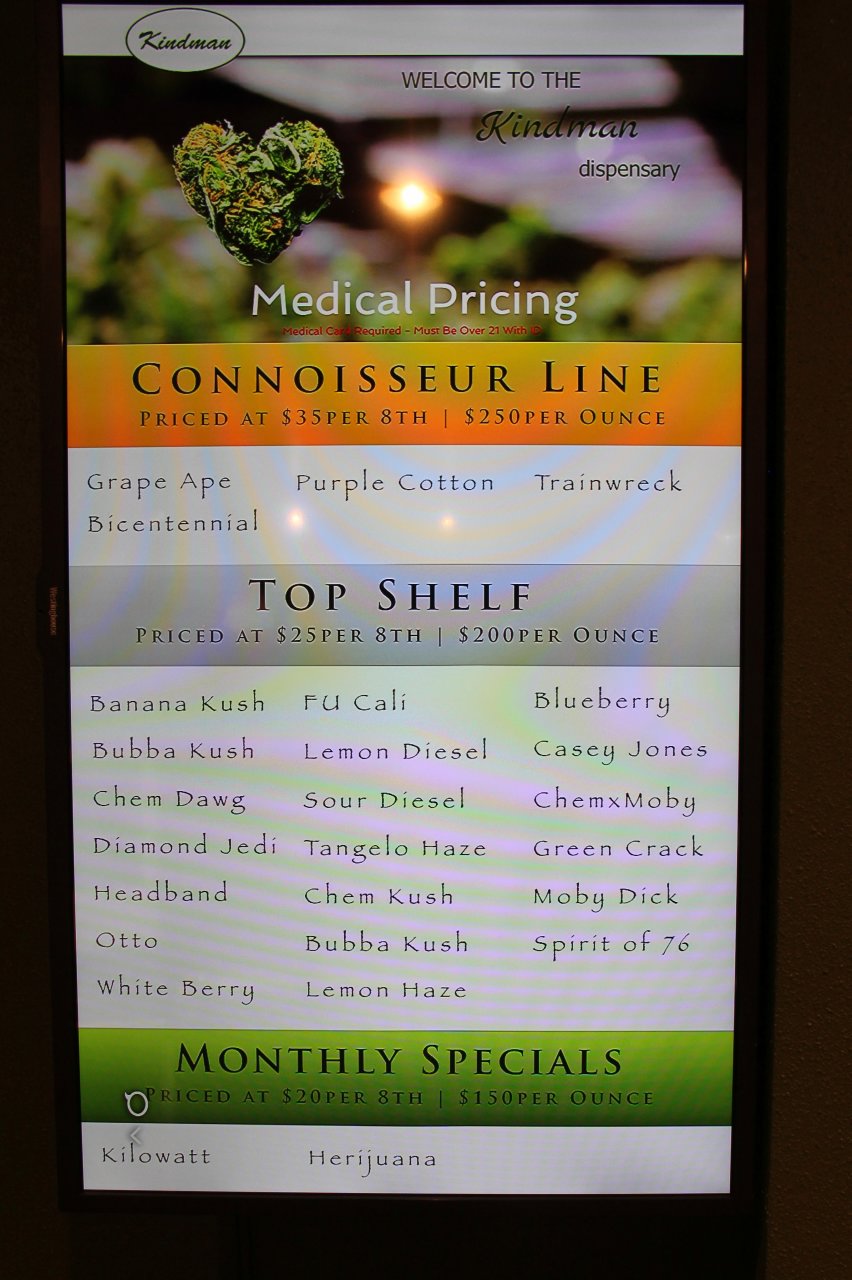 Kindman
WELCOME TO THE
Kindman
dispensary
Medical Pricing
Medical Card Required - Must Be Over 21 With ID
CONNOISSEUR LINE
PRICED AT $35PER 8TH | $250PER OUNCE
Grape Ape Purple Cotton Trainwreck
Bicentennial
TOP SHELF
PRICED AT $25PER 8TH | $200PER OUNCE
Banana Kush FU Cali Blueberry
Bubba Kush Lemon Diesel Casey Jones
Chem Dawg Sour Diesel ChemxMoby
Diamond Jedi Tangelo Haze Green Crack
Headband Chem Kush Moby Dick
Otto Bubba Kush Spirit of 76
White Berry Lemon Haze
MONTHLY SPECIALS
PRICED AT $20PER 8TH | $150PER OUNCE
Kilowatt Herijuana
Westinghouse